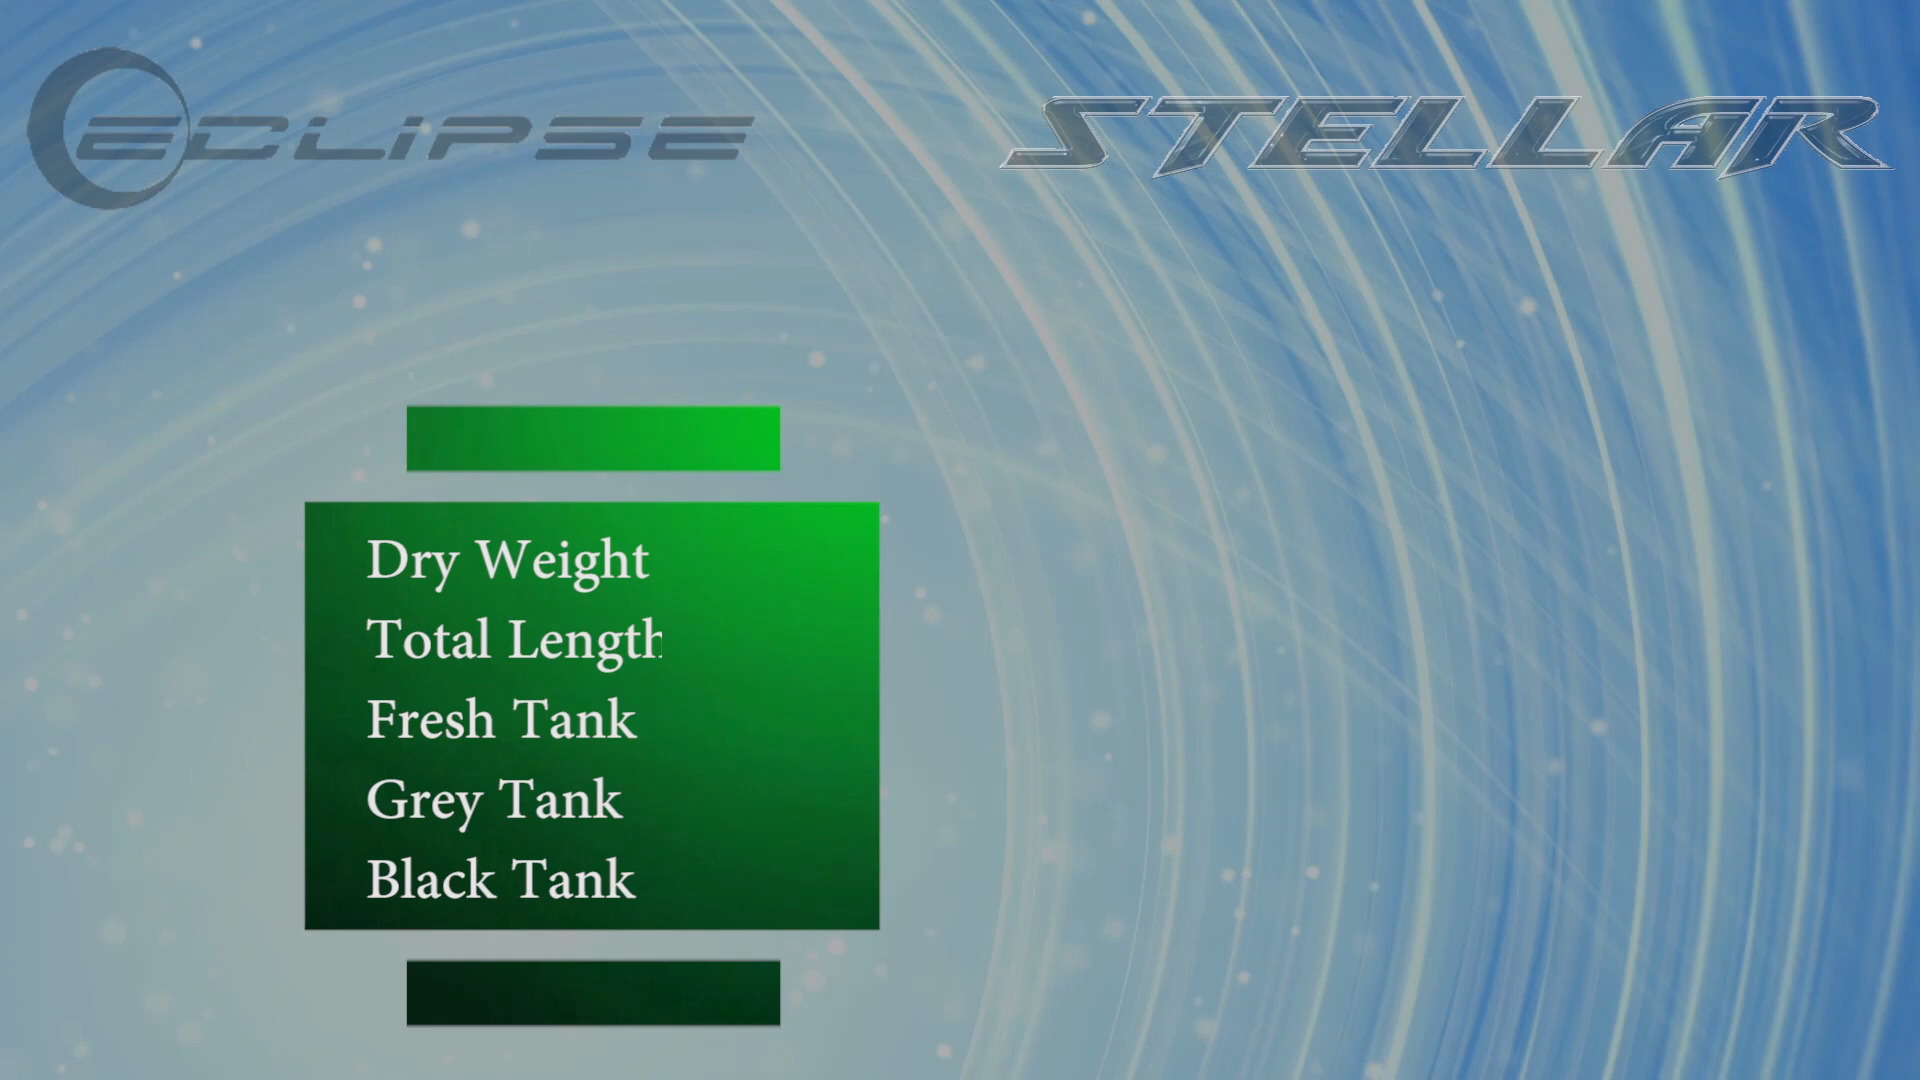 ECLIPSE
STELLAR
Dry Weight
Total Length
Fresh Tank
Grey Tank
Black Tank